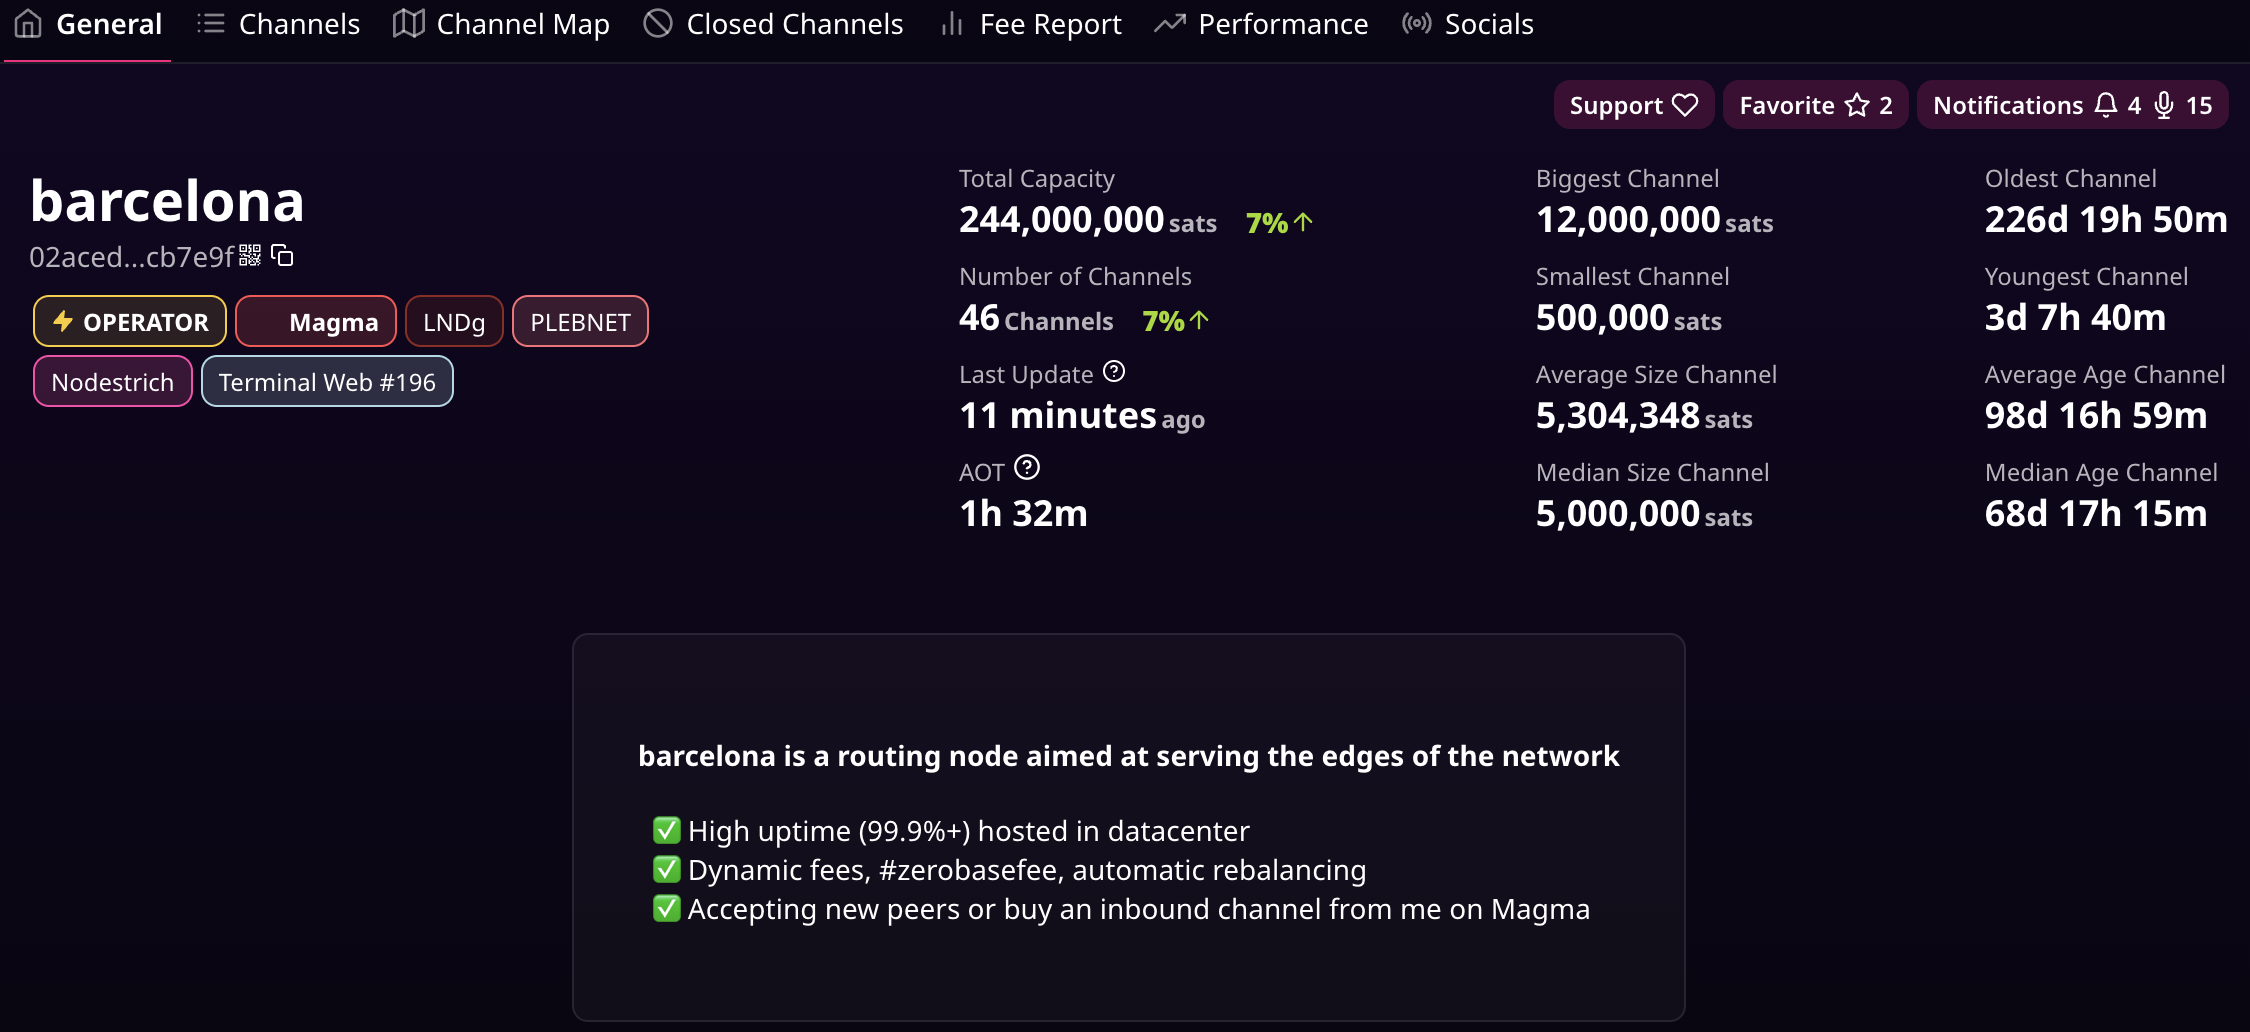 General Channels Channel Map Closed Channels Fee Report Performance Socials
Support Favorite 2 Notifications 4 15
barcelona
02aced...cb7e9f
OPERATOR Magma LNDg PLEBNET
Nodestrich Terminal Web #196
Total Capacity
244,000,000 sats 7%↑
Number of Channels
46 Channels 7%↑
Last Update ?
11 minutes ago
AOT ?
1h 32m
Biggest Channel
12,000,000 sats
Smallest Channel
500,000 sats
Average Size Channel
5,304,348 sats
Median Size Channel
5,000,000 sats
Oldest Channel
226d 19h 50m
Youngest Channel
3d 7h 40m
Average Age Channel
98d 16h 59m
Median Age Channel
68d 17h 15m
barcelona is a routing node aimed at serving the edges of the network
✅ High uptime (99.9%+) hosted in datacenter
✅ Dynamic fees, #zerobasefee, automatic rebalancing
✅ Accepting new peers or buy an inbound channel from me on Magma